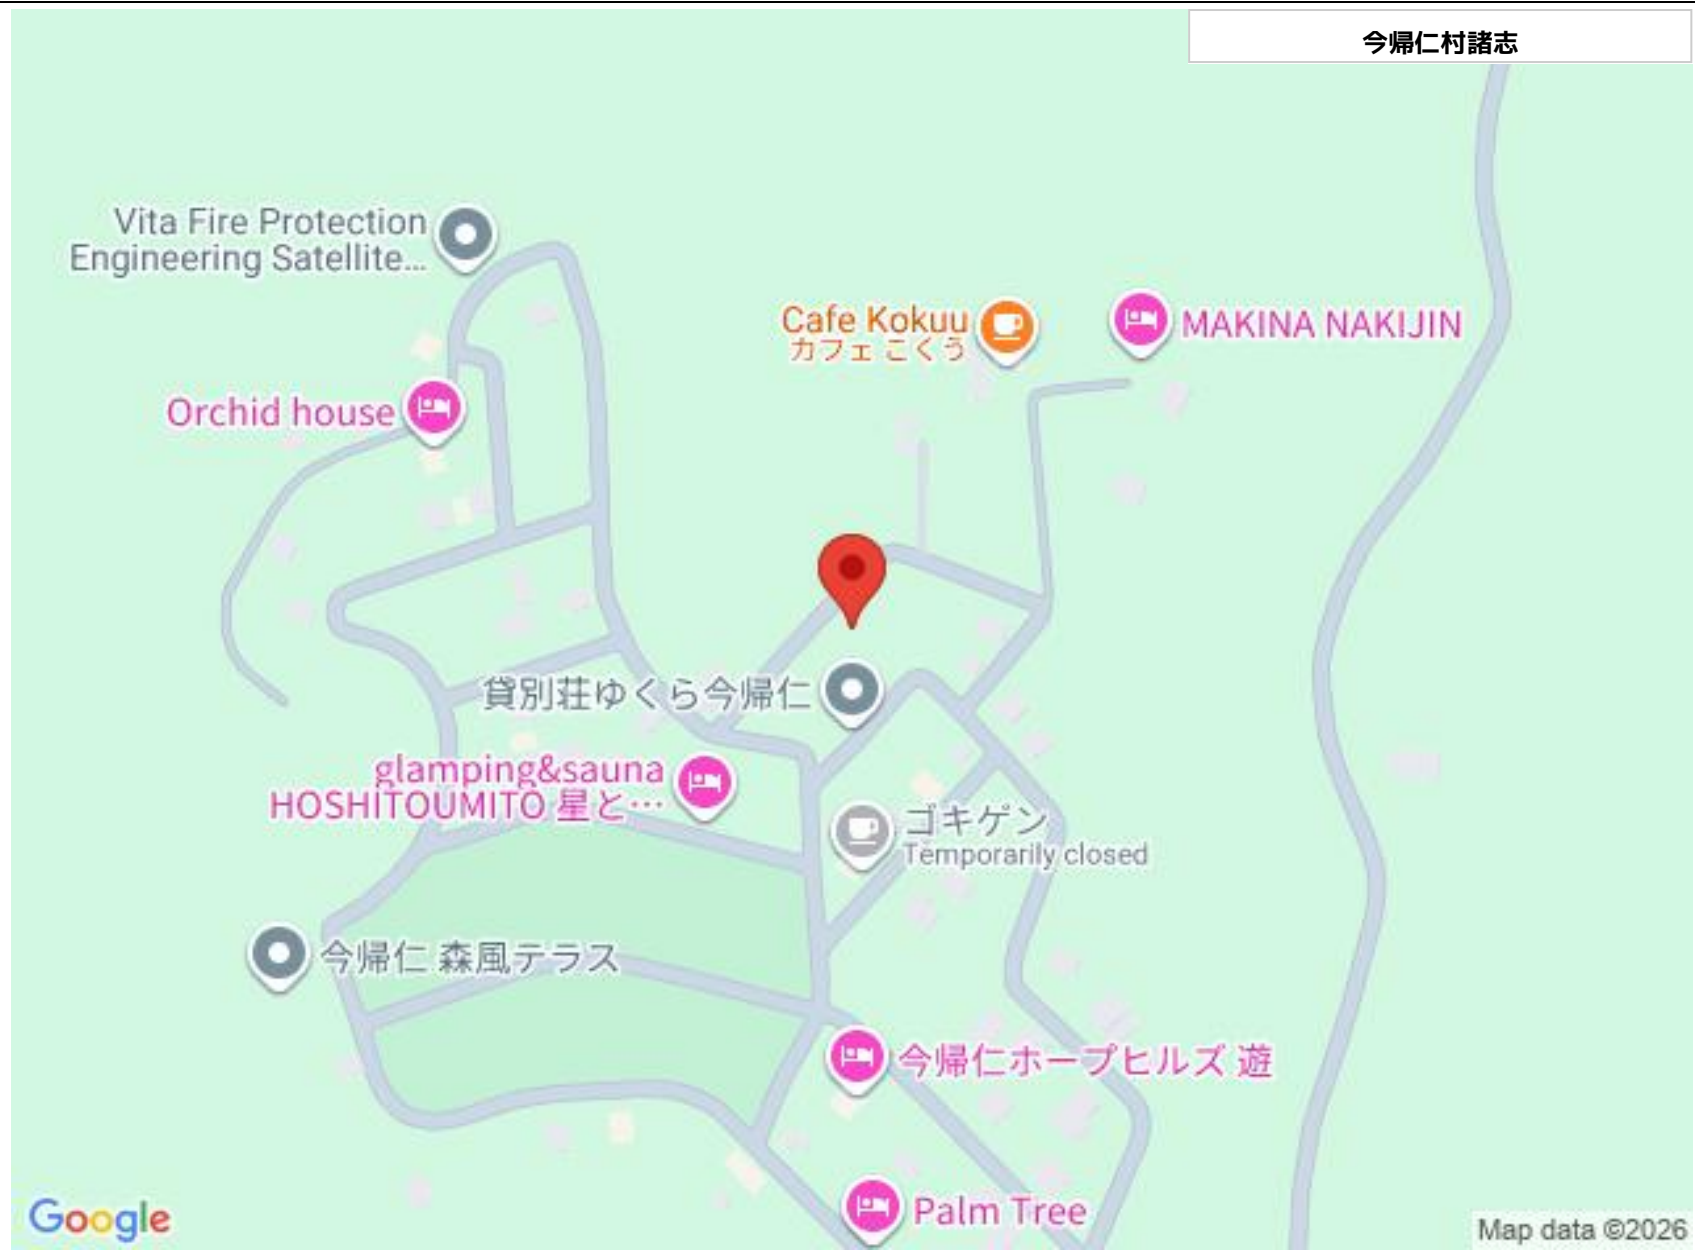 今帰仁村諸志
Vita Fire Protection
Engineering Satellite...
Cafe Kokuu
カフェ こくう
MAKINA NAKIJIN
Orchid house
貸別荘ゆくら今帰仁
glamping&sauna
HOSHITOUMITO 星と…
ゴキゲン
Temporarily closed
今帰仁 森風テラス
今帰仁ホープヒルズ 遊
Palm Tree
Google
Map data ©2026